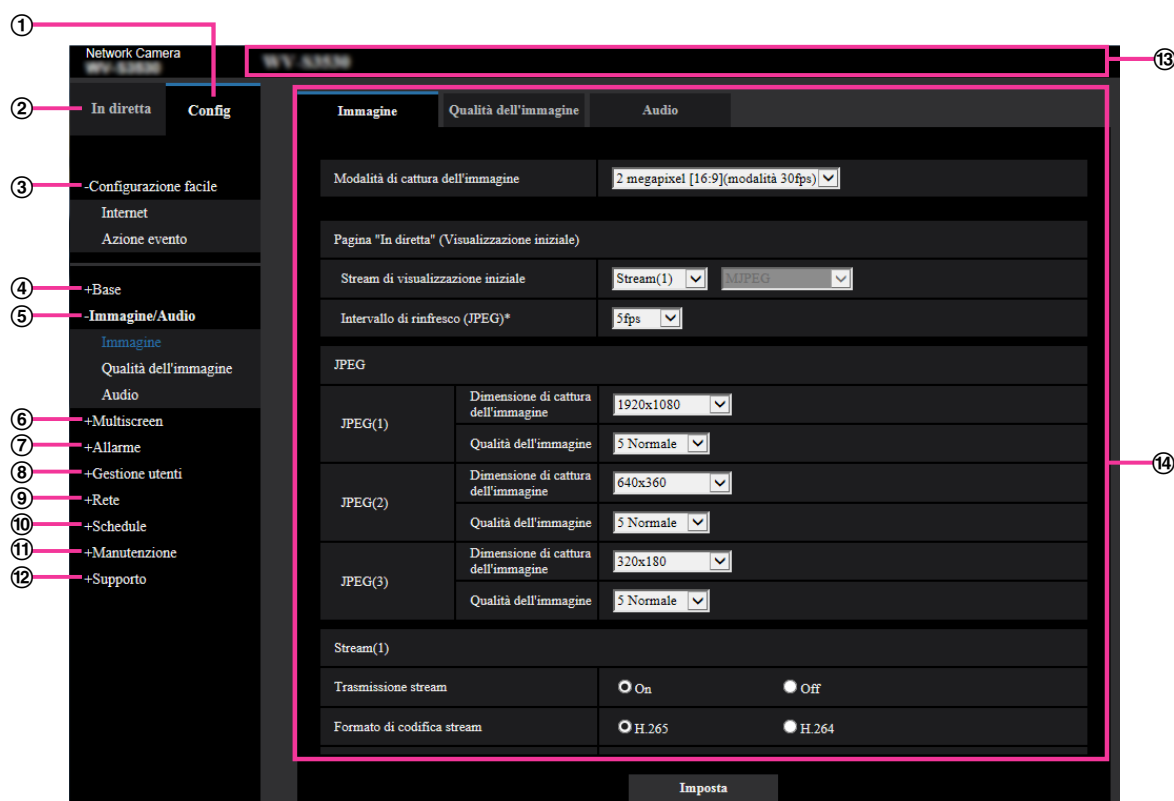 ①
Network Camera
⑬
② In diretta Config
Immagine Qualità dell'immagine Audio
③ -Configurazione facile
Internet
Azione evento
④ +Base
⑤ -Immagine/Audio
Immagine
Qualità dell'immagine
Audio
⑥ +Multiscreen
⑦ +Allarme
⑧ +Gestione utenti
⑨ +Rete
⑩ +Schedule
⑪ +Manutenzione
⑫ +Supporto
Modalità di cattura dell'immagine 2 megapixel [16:9](modalità 30fps)
Pagina "In diretta" (Visualizzazione iniziale)
Stream di visualizzazione iniziale Stream(1) MJPEG
Intervallo di rinfresco (JPEG)* 5fps
JPEG
JPEG(1)
Dimensione di cattura
dell'immagine
1920x1080
Qualità dell'immagine 5 Normale
⑭
JPEG(2)
Dimensione di cattura
dell'immagine
640x360
Qualità dell'immagine 5 Normale
JPEG(3)
Dimensione di cattura
dell'immagine
320x180
Qualità dell'immagine 5 Normale
Stream(1)
Trasmissione stream On Off
Formato di codifica stream H.265 H.264
Imposta